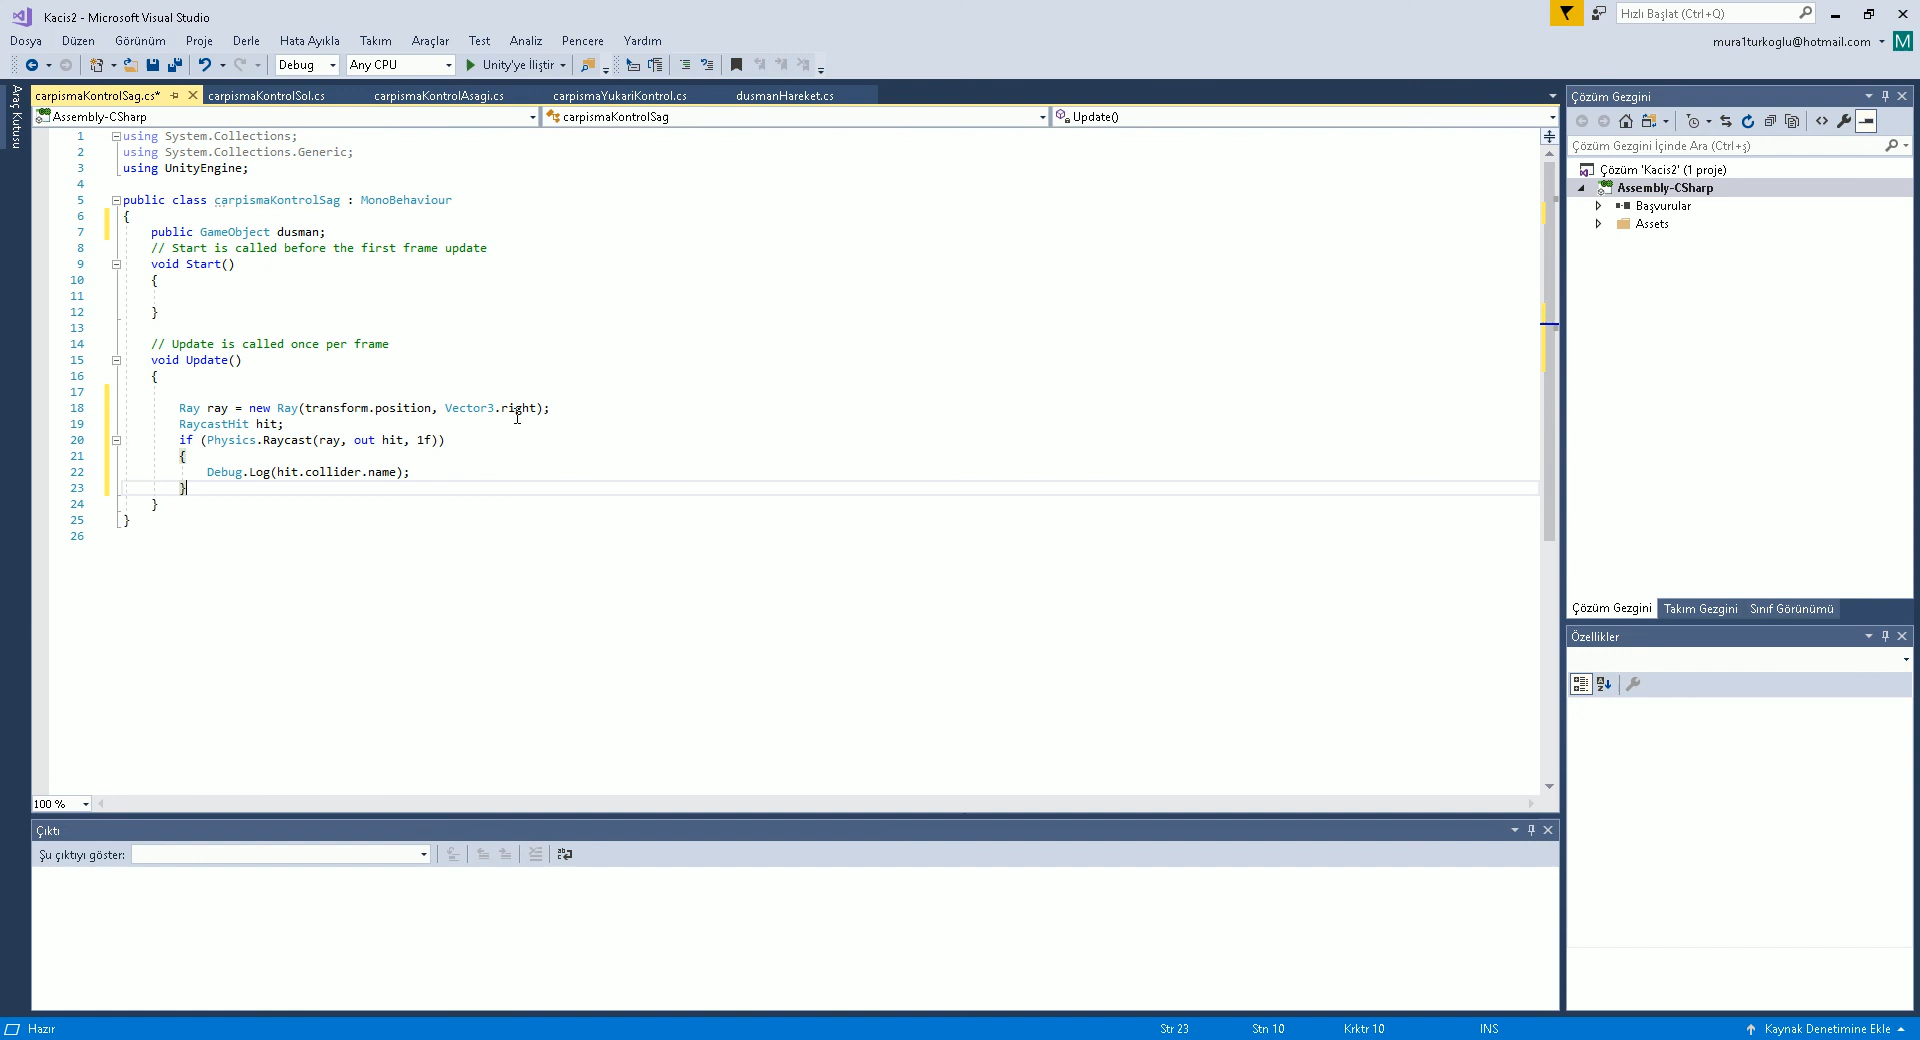 Kacis2 - Microsoft Visual Studio
Hızlı Başlat (Ctrl+Q)
Dosya Düzen Görünüm Proje Derle Hata Ayıkla Takım Araçlar Test Analiz Pencere Yardım
mura1turkoglu@hotmail.com M
Debug Any CPU Unity'ye İliştir
Araç Kutusu
carpismaKontrolSag.cs* carpismaKontrolSol.cs carpismaKontrolAsagi.cs carpismaYukariKontrol.cs dusmanHareket.cs
Assembly-CSharp carpismaKontrolSag Update()
1 using System.Collections;
2 using System.Collections.Generic;
3 using UnityEngine;
4
5 public class carpismaKontrolSag : MonoBehaviour
6 {
7 public GameObject dusman;
8 // Start is called before the first frame update
9 void Start()
10 {
11
12 }
13
14 // Update is called once per frame
15 void Update()
16 {
17
18 Ray ray = new Ray(transform.position, Vector3.right);
19 RaycastHit hit;
20 if (Physics.Raycast(ray, out hit, 1f))
21 {
22 Debug.Log(hit.collider.name);
23 }
24 }
25 }
26
100 %
Çıktı
Şu çıktıyı göster:
Çözüm Gezgini
Çözüm Gezgini İçinde Ara (Ctrl+ş)
Çözüm 'Kacis2' (1 proje)
Assembly-CSharp
Başvurular
Assets
Çözüm Gezgini Takım Gezgini Sınıf Görünümü
Özellikler
Hazır Str 23 Stn 10 Krktr 10 INS Kaynak Denetimine Ekle